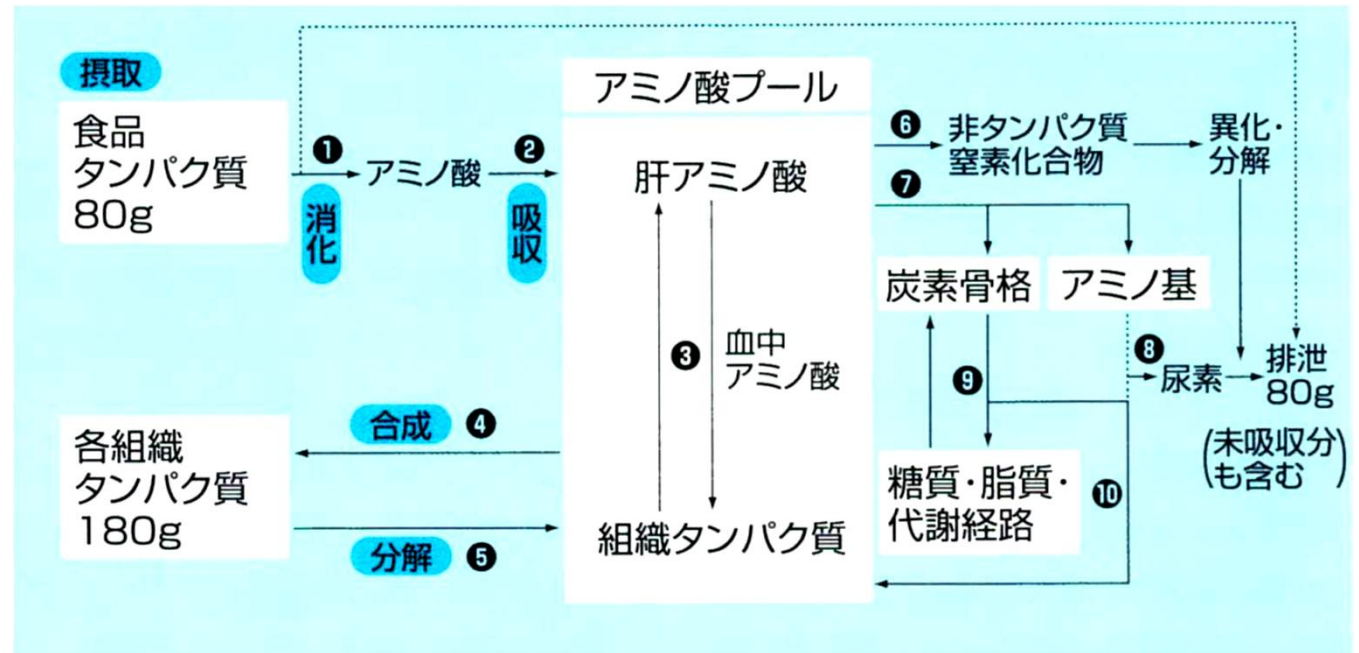 摂取
食品
タンパク質
80g
❶
消化
アミノ酸
❷
吸収
アミノ酸プール
肝アミノ酸
❸
血中
アミノ酸
組織タンパク質
合成 ❹
各組織
タンパク質
180g
分解 ❺
❻
非タンパク質
窒素化合物
異化・
分解
❼
炭素骨格
アミノ基
❽
尿素
排泄
80g
(未吸収分
も含む)
❾
糖質・脂質・
代謝経路
❿